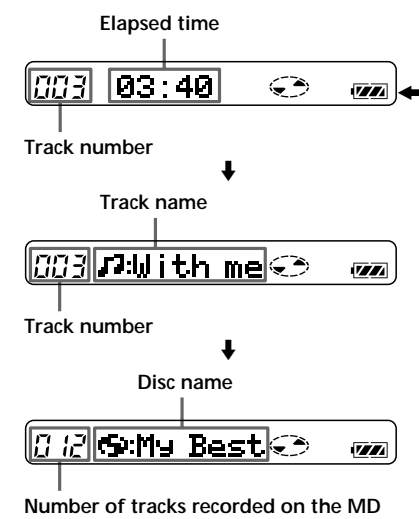 Elapsed time
003 03:40
Track number
Track name
003 ♫:With me
Track number
Disc name
012 :My Best
Number of tracks recorded on the MD